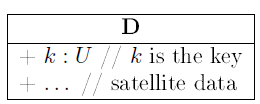 D
+ k : U // k is the key
+ ... // satellite data